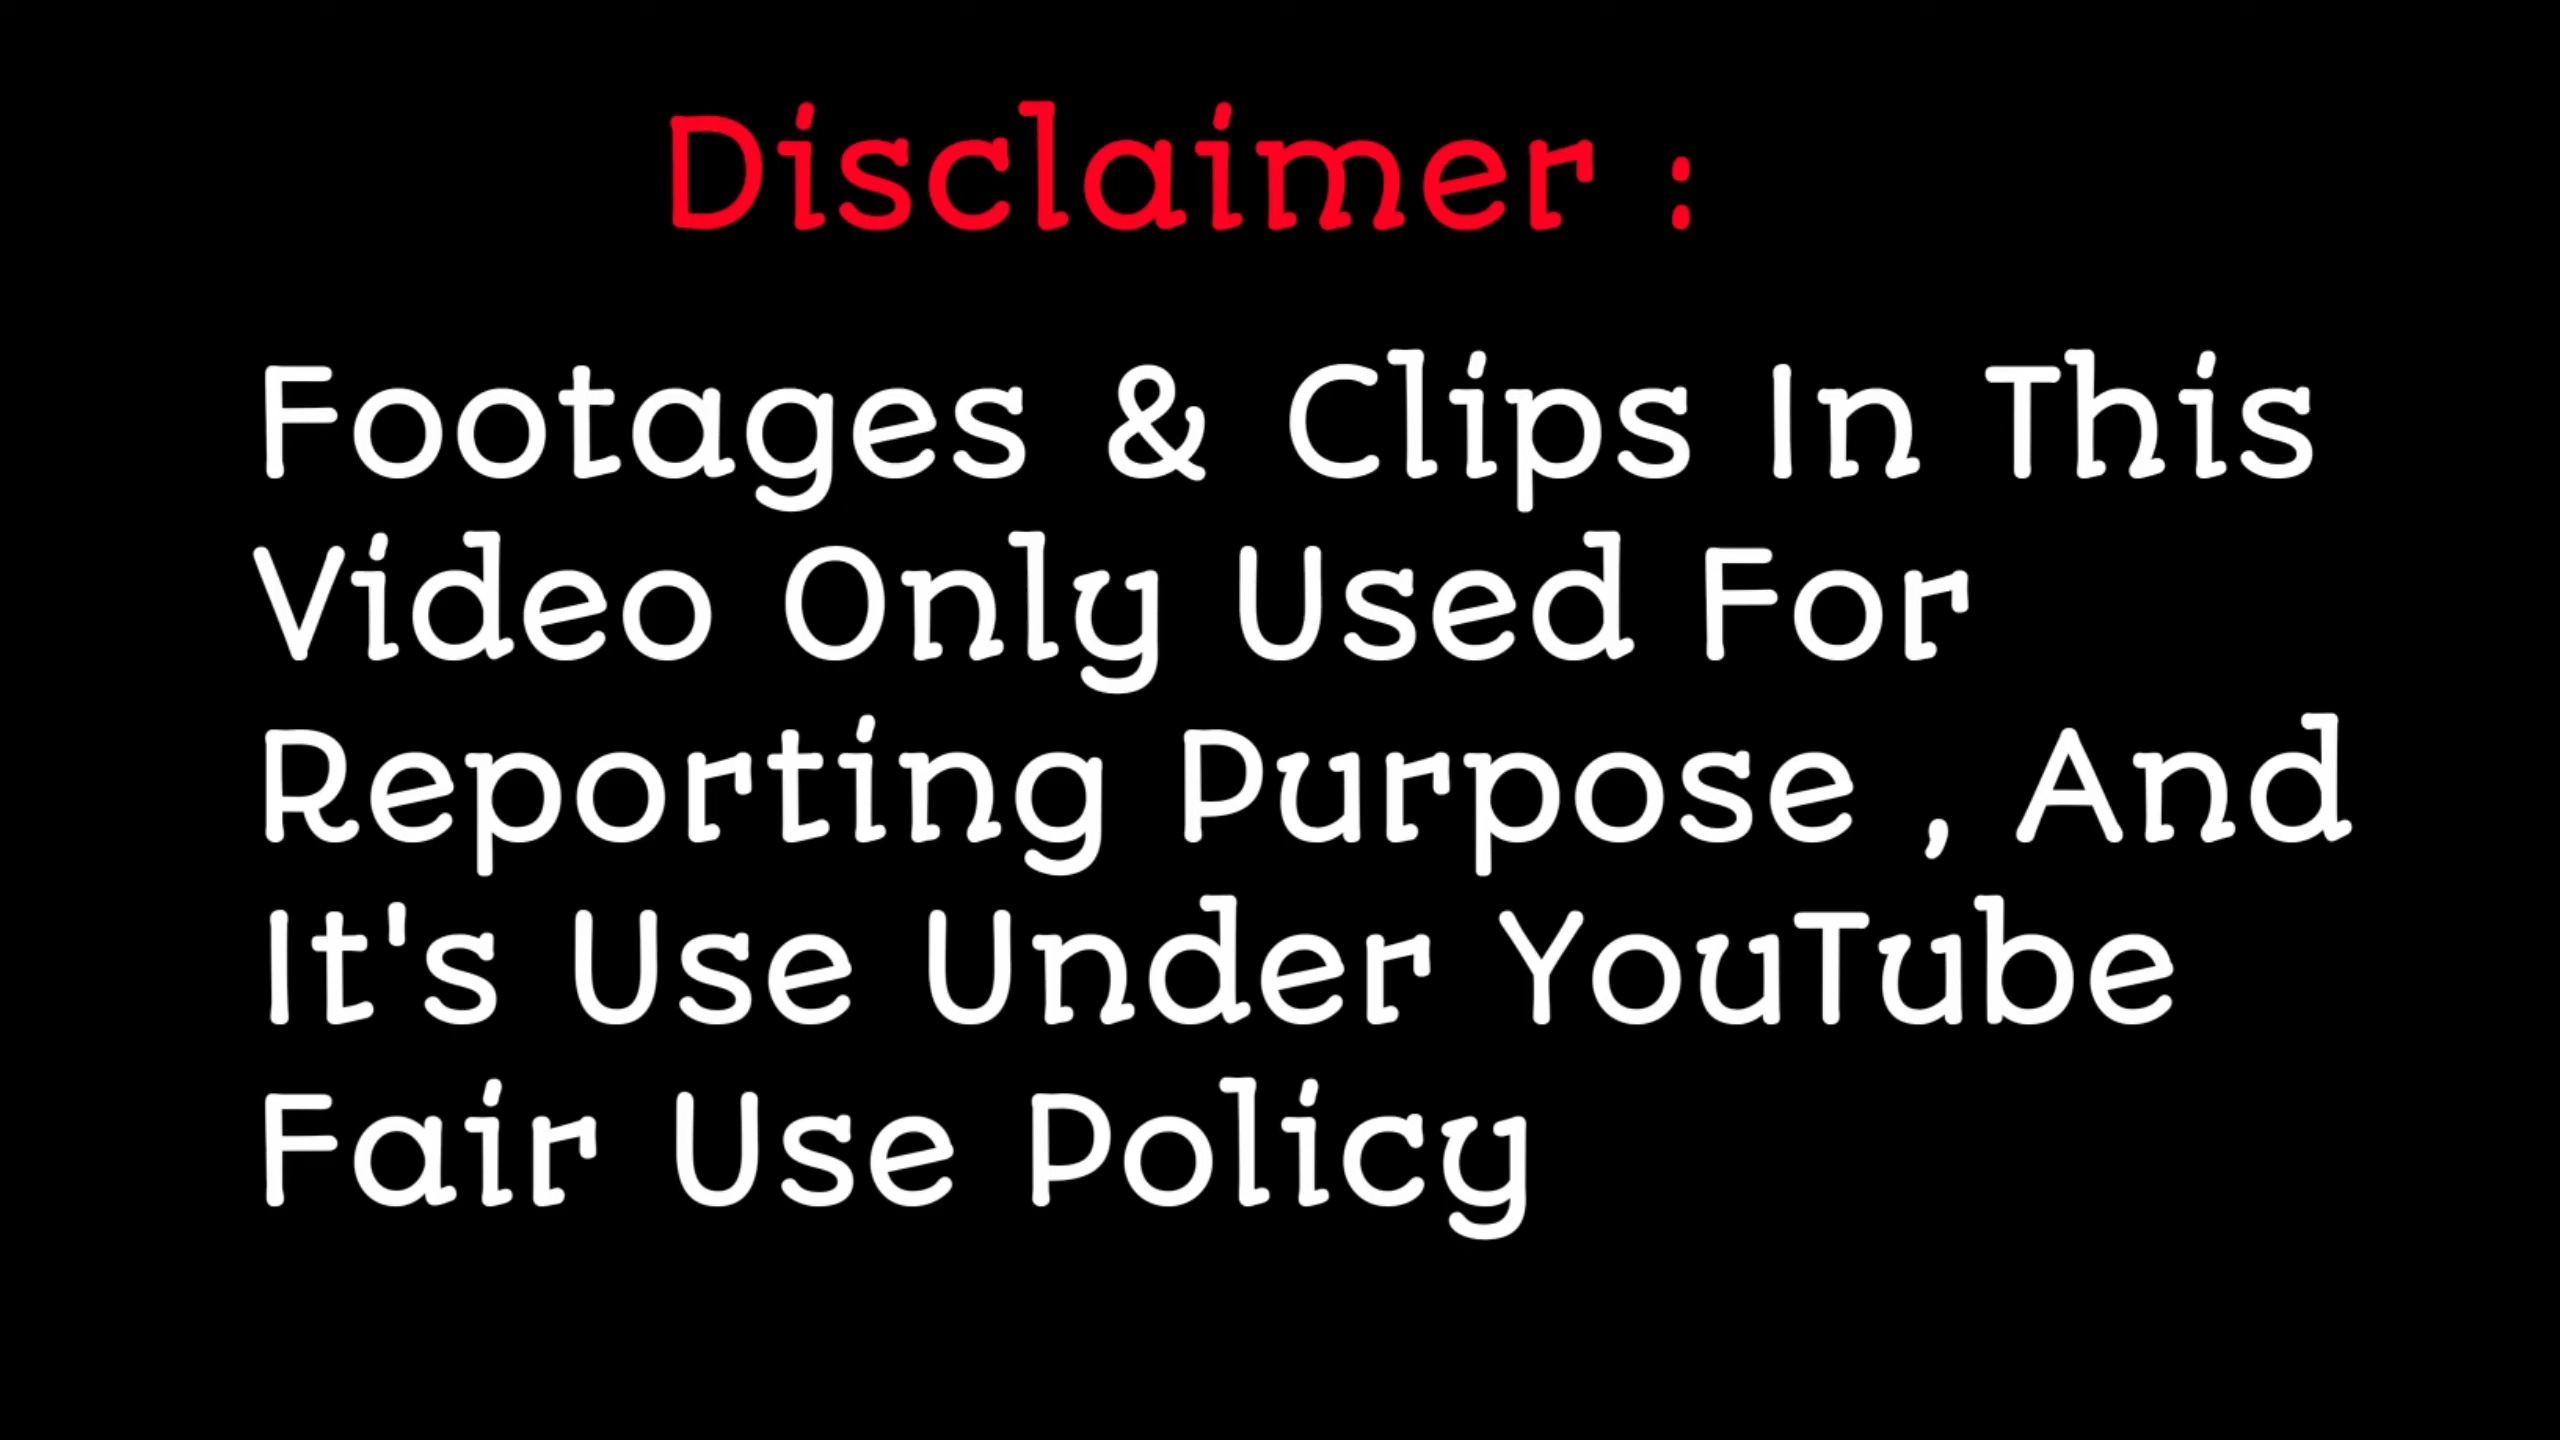 Disclaimer :
Footages & Clips In This
Video Only Used For
Reporting Purpose , And
It's Use Under YouTube
Fair Use Policy